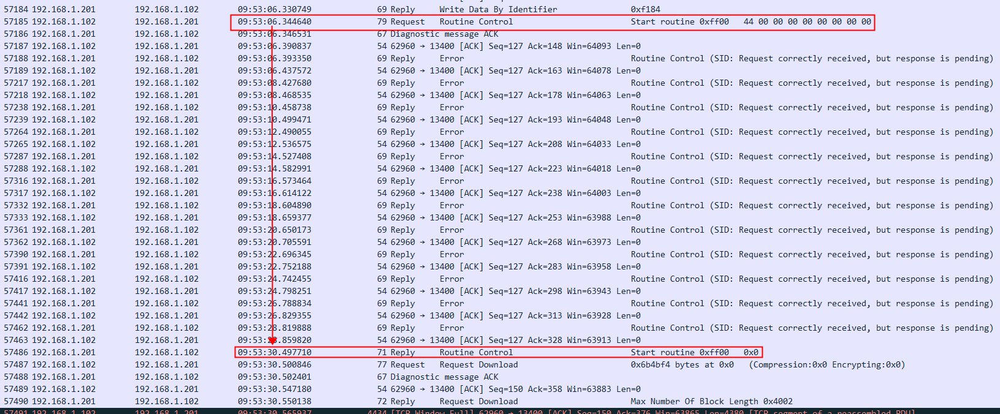 57184 192.168.1.201 192.168.1.102 09:53:06.330749 69 Reply Write Data By Identifier 0xf184
57185 192.168.1.102 192.168.1.201 09:53:06.344640 79 Request Routine Control Start routine 0xff00 44 00 00 00 00 00 00 00 00
57186 192.168.1.201 192.168.1.102 09:53:06.346531 67 Diagnostic message ACK
57187 192.168.1.102 192.168.1.201 09:53:06.390837 54 62960 → 13400 [ACK] Seq=127 Ack=148 Win=64093 Len=0
57188 192.168.1.201 192.168.1.102 09:53:06.393350 69 Reply Error Routine Control (SID: Request correctly received, but response is pending)
57189 192.168.1.102 192.168.1.201 09:53:06.437572 54 62960 → 13400 [ACK] Seq=127 Ack=163 Win=64078 Len=0
57217 192.168.1.201 192.168.1.102 09:53:08.427680 69 Reply Error Routine Control (SID: Request correctly received, but response is pending)
57218 192.168.1.102 192.168.1.201 09:53:08.468535 54 62960 → 13400 [ACK] Seq=127 Ack=178 Win=64063 Len=0
57238 192.168.1.201 192.168.1.102 09:53:10.458738 69 Reply Error Routine Control (SID: Request correctly received, but response is pending)
57239 192.168.1.102 192.168.1.201 09:53:10.499471 54 62960 → 13400 [ACK] Seq=127 Ack=193 Win=64048 Len=0
57264 192.168.1.201 192.168.1.102 09:53:12.490055 69 Reply Error Routine Control (SID: Request correctly received, but response is pending)
57265 192.168.1.102 192.168.1.201 09:53:12.536575 54 62960 → 13400 [ACK] Seq=127 Ack=208 Win=64033 Len=0
57287 192.168.1.201 192.168.1.102 09:53:14.527408 69 Reply Error Routine Control (SID: Request correctly received, but response is pending)
57288 192.168.1.102 192.168.1.201 09:53:14.582991 54 62960 → 13400 [ACK] Seq=127 Ack=223 Win=64018 Len=0
57316 192.168.1.201 192.168.1.102 09:53:16.573464 69 Reply Error Routine Control (SID: Request correctly received, but response is pending)
57317 192.168.1.102 192.168.1.201 09:53:16.614122 54 62960 → 13400 [ACK] Seq=127 Ack=238 Win=64003 Len=0
57332 192.168.1.201 192.168.1.102 09:53:18.604890 69 Reply Error Routine Control (SID: Request correctly received, but response is pending)
57333 192.168.1.102 192.168.1.201 09:53:18.659377 54 62960 → 13400 [ACK] Seq=127 Ack=253 Win=63988 Len=0
57361 192.168.1.201 192.168.1.102 09:53:20.650173 69 Reply Error Routine Control (SID: Request correctly received, but response is pending)
57362 192.168.1.102 192.168.1.201 09:53:20.705591 54 62960 → 13400 [ACK] Seq=127 Ack=268 Win=63973 Len=0
57390 192.168.1.201 192.168.1.102 09:53:22.696345 69 Reply Error Routine Control (SID: Request correctly received, but response is pending)
57391 192.168.1.102 192.168.1.201 09:53:22.752188 54 62960 → 13400 [ACK] Seq=127 Ack=283 Win=63958 Len=0
57416 192.168.1.201 192.168.1.102 09:53:24.742455 69 Reply Error Routine Control (SID: Request correctly received, but response is pending)
57417 192.168.1.102 192.168.1.201 09:53:24.798251 54 62960 → 13400 [ACK] Seq=127 Ack=298 Win=63943 Len=0
57441 192.168.1.201 192.168.1.102 09:53:26.788834 69 Reply Error Routine Control (SID: Request correctly received, but response is pending)
57442 192.168.1.102 192.168.1.201 09:53:26.829355 54 62960 → 13400 [ACK] Seq=127 Ack=313 Win=63928 Len=0
57462 192.168.1.201 192.168.1.102 09:53:28.819888 69 Reply Error Routine Control (SID: Request correctly received, but response is pending)
57463 192.168.1.102 192.168.1.201 09:53:28.859820 54 62960 → 13400 [ACK] Seq=127 Ack=328 Win=63913 Len=0
57486 192.168.1.201 192.168.1.102 09:53:30.497710 71 Reply Routine Control Start routine 0xff00 0x0
57487 192.168.1.102 192.168.1.201 09:53:30.500846 77 Request Request Download 0x6b4bf4 bytes at 0x0 (Compression:0x0 Encrypting:0x0)
57488 192.168.1.201 192.168.1.102 09:53:30.502401 67 Diagnostic message ACK
57489 192.168.1.102 192.168.1.201 09:53:30.547180 54 62960 → 13400 [ACK] Seq=150 Ack=358 Win=63883 Len=0
57490 192.168.1.201 192.168.1.102 09:53:30.550138 72 Reply Request Download Max Number Of Block Length 0x4002
57491 192.168.1.102 192.168.1.201 09:53:30.565937 4434 [TCP Window Full] 62960 → 13400 [ACK] Seq=150 Ack=376 Win=63865 Len=4380 [TCP segment of a reassembled PDU]